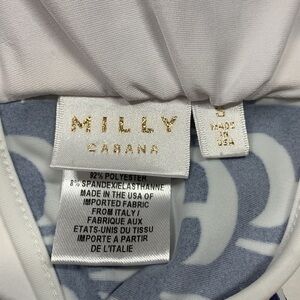 MILLY
CABANA
S
MADE
IN
USA
92% POLYESTER
8% SPANDEX/ELASTHANNE
MADE IN THE USA OF
IMPORTED FABRIC
FROM ITALY /
FABRIQUE AUX
ETATS-UNIS DU TISSU
IMPORTE A PARTIR
DE L'ITALIE